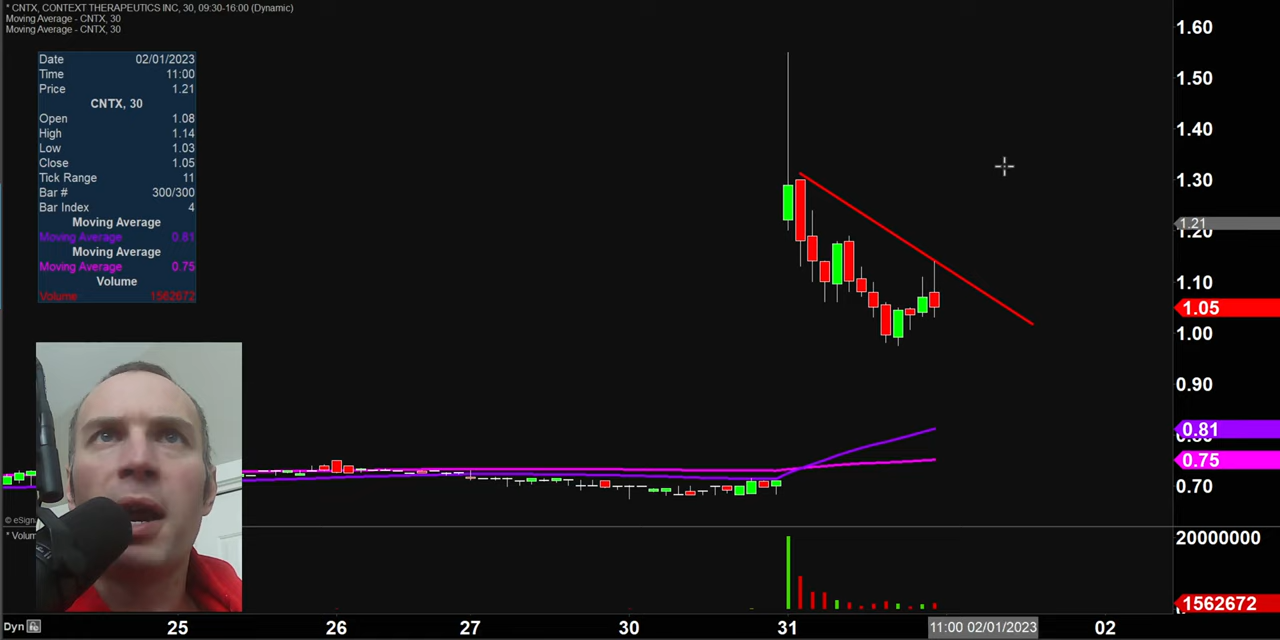 * CNTX, CONTEXT THERAPEUTICS INC, 30, 09:30-16:00 (Dynamic)
Moving Average - CNTX, 30
Moving Average - CNTX, 30
Date 02/01/2023
Time 11:00
Price 1.21
CNTX, 30
Open 1.08
High 1.14
Low 1.03
Close 1.05
Tick Range 11
Bar # 300/300
Bar Index 4
Moving Average
Moving Average 0.81
Moving Average
Moving Average 0.75
Volume
Volume 1562672
1.60
1.50
1.40
1.30
1.21
1.20
1.10
1.05
1.00
0.90
0.81
0.75
0.70
© eSign
* Volum
20000000
1562672
Dyn 25 26 27 30 31 11:00 02/01/2023 02